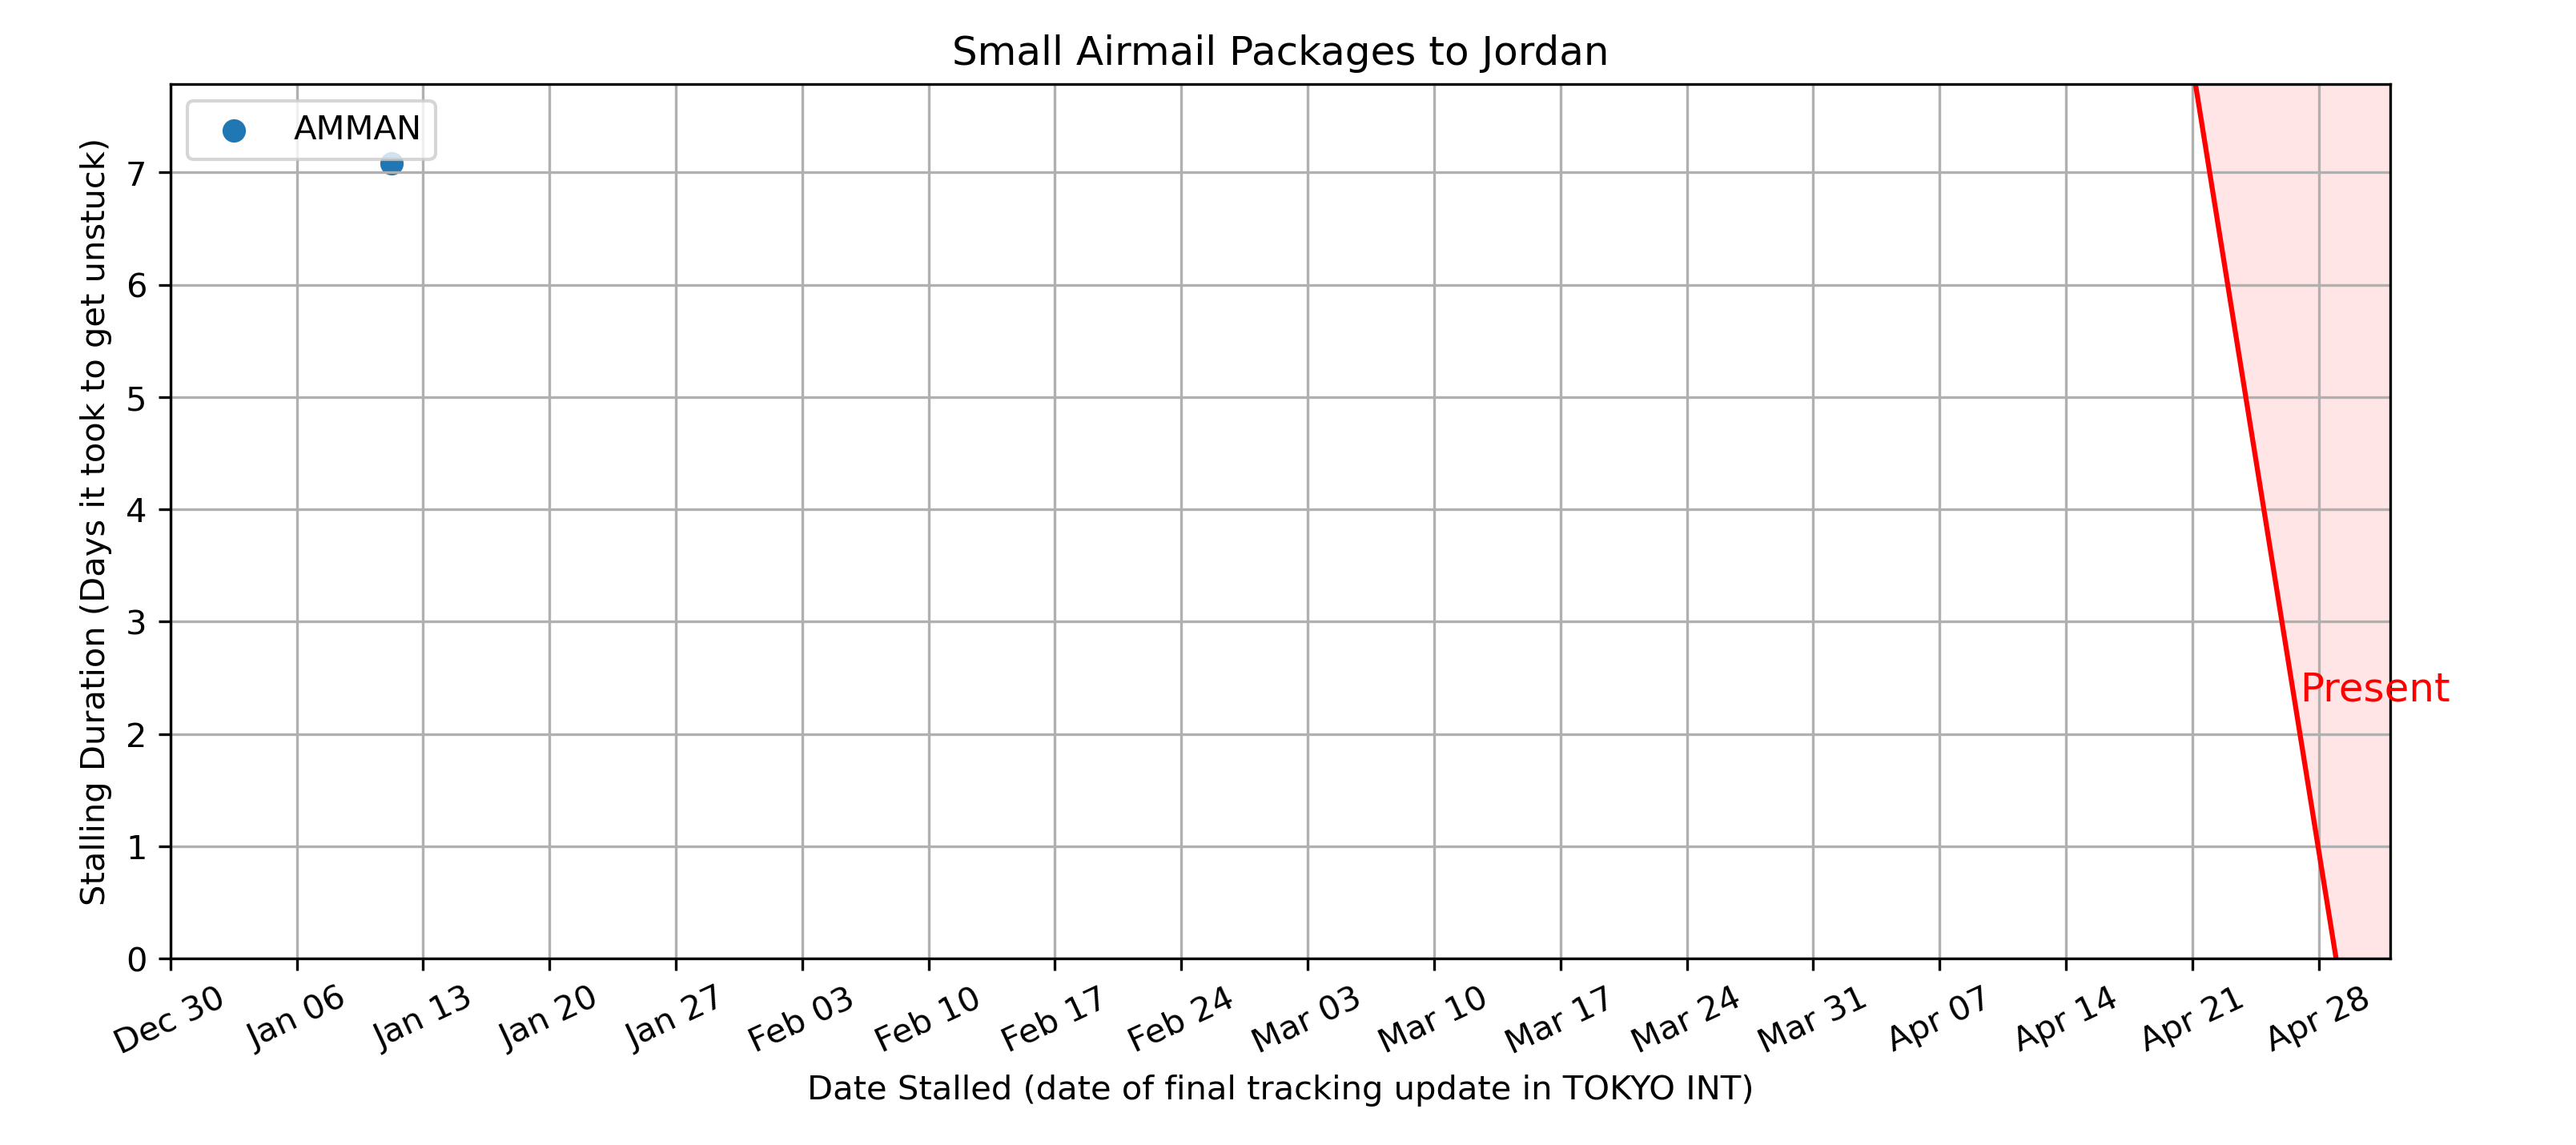 Small Airmail Packages to Jordan
AMMAN
Stalling Duration (Days it took to get unstuck)
7
6
5
4
3
2
1
0
Present
Dec 30 Jan 06 Jan 13 Jan 20 Jan 27 Feb 03 Feb 10 Feb 17 Feb 24 Mar 03 Mar 10 Mar 17 Mar 24 Mar 31 Apr 07 Apr 14 Apr 21 Apr 28
Date Stalled (date of final tracking update in TOKYO INT)